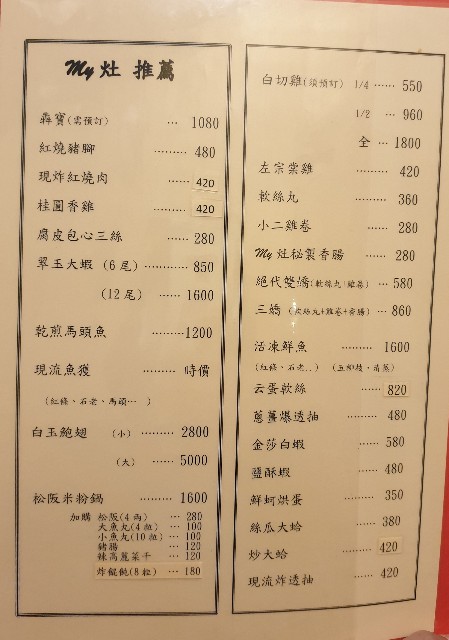 My 灶 推薦
犇寶(需預訂) … 1080
紅燒豬腳 ……… 480
現炸紅燒肉 …… 420
桂圓香雞 …… 420
腐皮包心三絲 …… 280
翠玉大蝦 (6尾) ………… 850
(12尾) …… 1600
乾煎馬頭魚 ………1200
現流魚獲 ……… 時價
(紅條、石老、馬頭… )
白玉鮑翅 (小) ……… 2800
(大) …… 5000
松阪米粉鍋 ……… 1600
加購 松阪(4両) … 280
大魚丸(4粒) … 100
小魚丸(10粒) … 100
豬腸 … 120
辣高麗菜干 … 120
炸餛飩(8粒) … 180
白切雞(須預訂) 1/4 …… 550
1/2 … 960
全 … 1800
左宗棠雞 ……… 420
軟絲丸 ……… 360
小二雞卷 …… 280
My 灶祕製香腸 …… 280
絕代雙嬌(軟絲丸+雞卷) … 580
三嬌 (軟絲丸+雞卷+香腸) … 860
活凍鮮魚 ……… 1600
(紅條、石老..) (五柳枝、清蒸)
云蛋軟絲 …… 820
蔥薑爆透抽 ……… 480
金莎白蝦 …… 580
鹽酥蝦 …… 480
鮮蚵烘蛋 ……… 350
絲瓜大蛤 …… 380
炒大蛤 ……… 420
現流炸透抽 …… 420